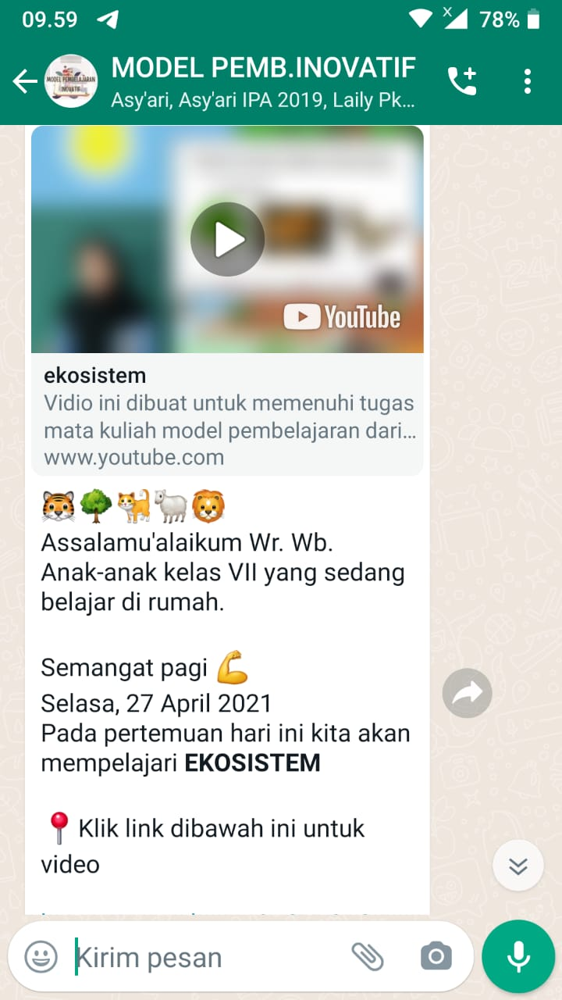 09.59
78%
MODEL PEMB.INOVATIF
Asy'ari, Asy'ari IPA 2019, Laily Pk...
MODEL PEMBELAJARAN
INOVATIF
YouTube
ekosistem
Vidio ini dibuat untuk memenuhi tugas
mata kuliah model pembelajaran dari...
www.youtube.com
🐯🌳🐈🐑🦁
Assalamu'alaikum Wr. Wb.
Anak-anak kelas VII yang sedang
belajar di rumah.
Semangat pagi 💪
Selasa, 27 April 2021
Pada pertemuan hari ini kita akan
mempelajari EKOSISTEM
📍 Klik link dibawah ini untuk
video
Kirim pesan